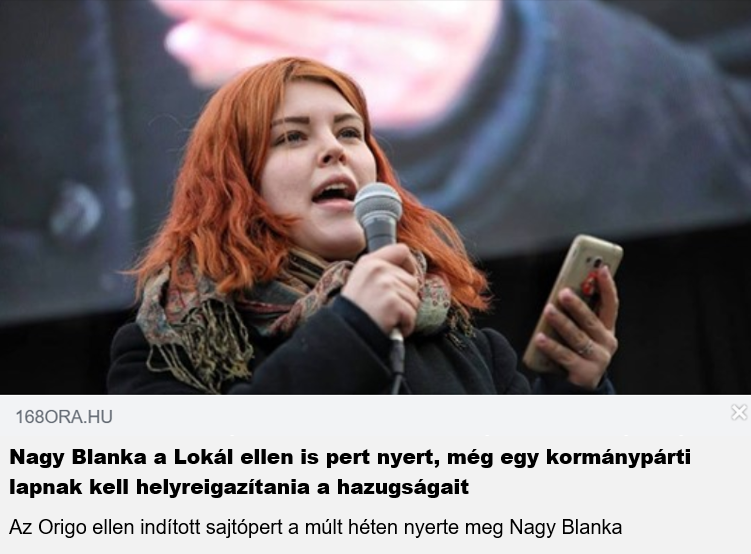 168ORA.HU
Nagy Blanka a Lokál ellen is pert nyert, még egy kormánypárti
lapnak kell helyreigazítania a hazugságait
Az Origo ellen indított sajtópert a múlt héten nyerte meg Nagy Blanka